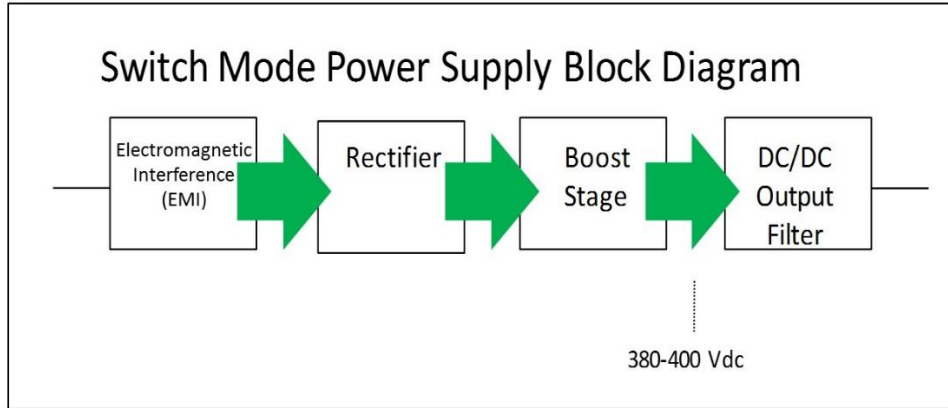 Switch Mode Power Supply Block Diagram
Electromagnetic
Interference
(EMI)
Rectifier
Boost
Stage
DC/DC
Output
Filter
380-400 Vdc